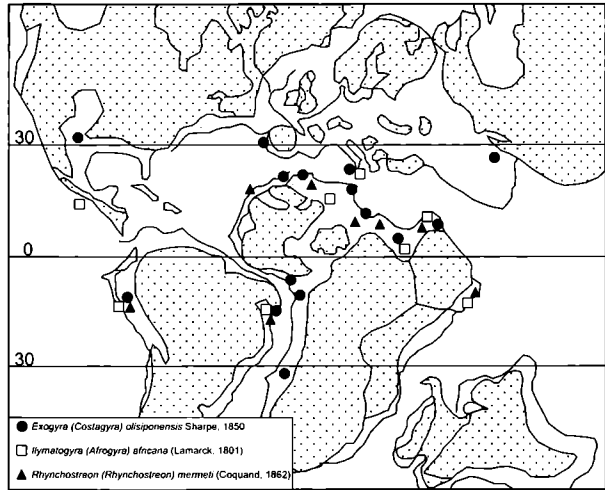 30
0
30
Exogyra (Costagyra) olisiponensis Sharpe, 1850
Ilymatogyra (Afrogyra) africana (Lamarck, 1801)
Rhynchostreon (Rhynchostreon) mermeti (Coquand, 1862)